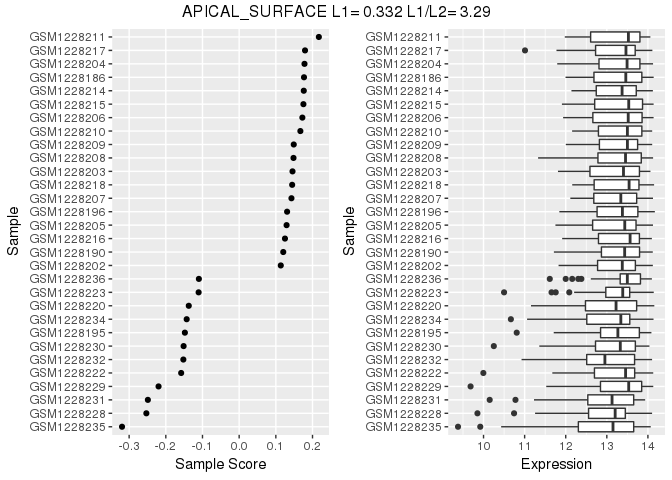 APICAL_SURFACE L1= 0.332 L1/L2= 3.29
Sample
GSM1228211
GSM1228217
GSM1228204
GSM1228186
GSM1228214
GSM1228215
GSM1228206
GSM1228210
GSM1228209
GSM1228208
GSM1228203
GSM1228218
GSM1228207
GSM1228196
GSM1228205
GSM1228216
GSM1228190
GSM1228202
GSM1228236
GSM1228223
GSM1228220
GSM1228234
GSM1228195
GSM1228230
GSM1228232
GSM1228222
GSM1228229
GSM1228231
GSM1228228
GSM1228235
-0.3 -0.2 -0.1 0.0 0.1 0.2
Sample Score
Sample
GSM1228211
GSM1228217
GSM1228204
GSM1228186
GSM1228214
GSM1228215
GSM1228206
GSM1228210
GSM1228209
GSM1228208
GSM1228203
GSM1228218
GSM1228207
GSM1228196
GSM1228205
GSM1228216
GSM1228190
GSM1228202
GSM1228236
GSM1228223
GSM1228220
GSM1228234
GSM1228195
GSM1228230
GSM1228232
GSM1228222
GSM1228229
GSM1228231
GSM1228228
GSM1228235
10 11 12 13 14
Expression